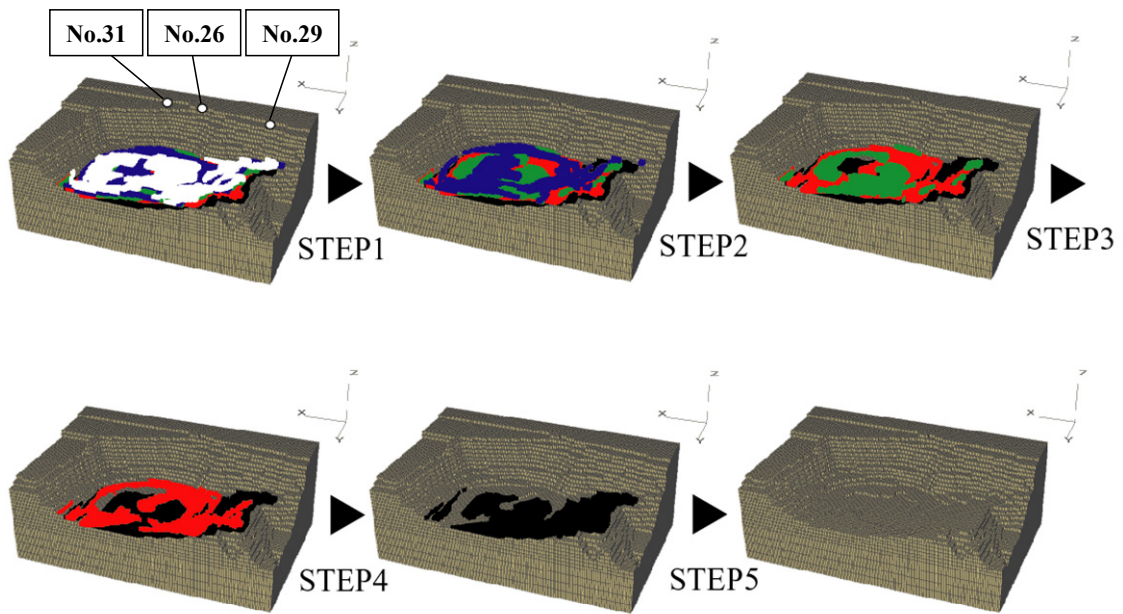 No.31 No.26 No.29
Z X Y
Z X Y
Z X Y
STEP1 STEP2 STEP3
Z X Y
Z X Y
Z X Y
STEP4 STEP5